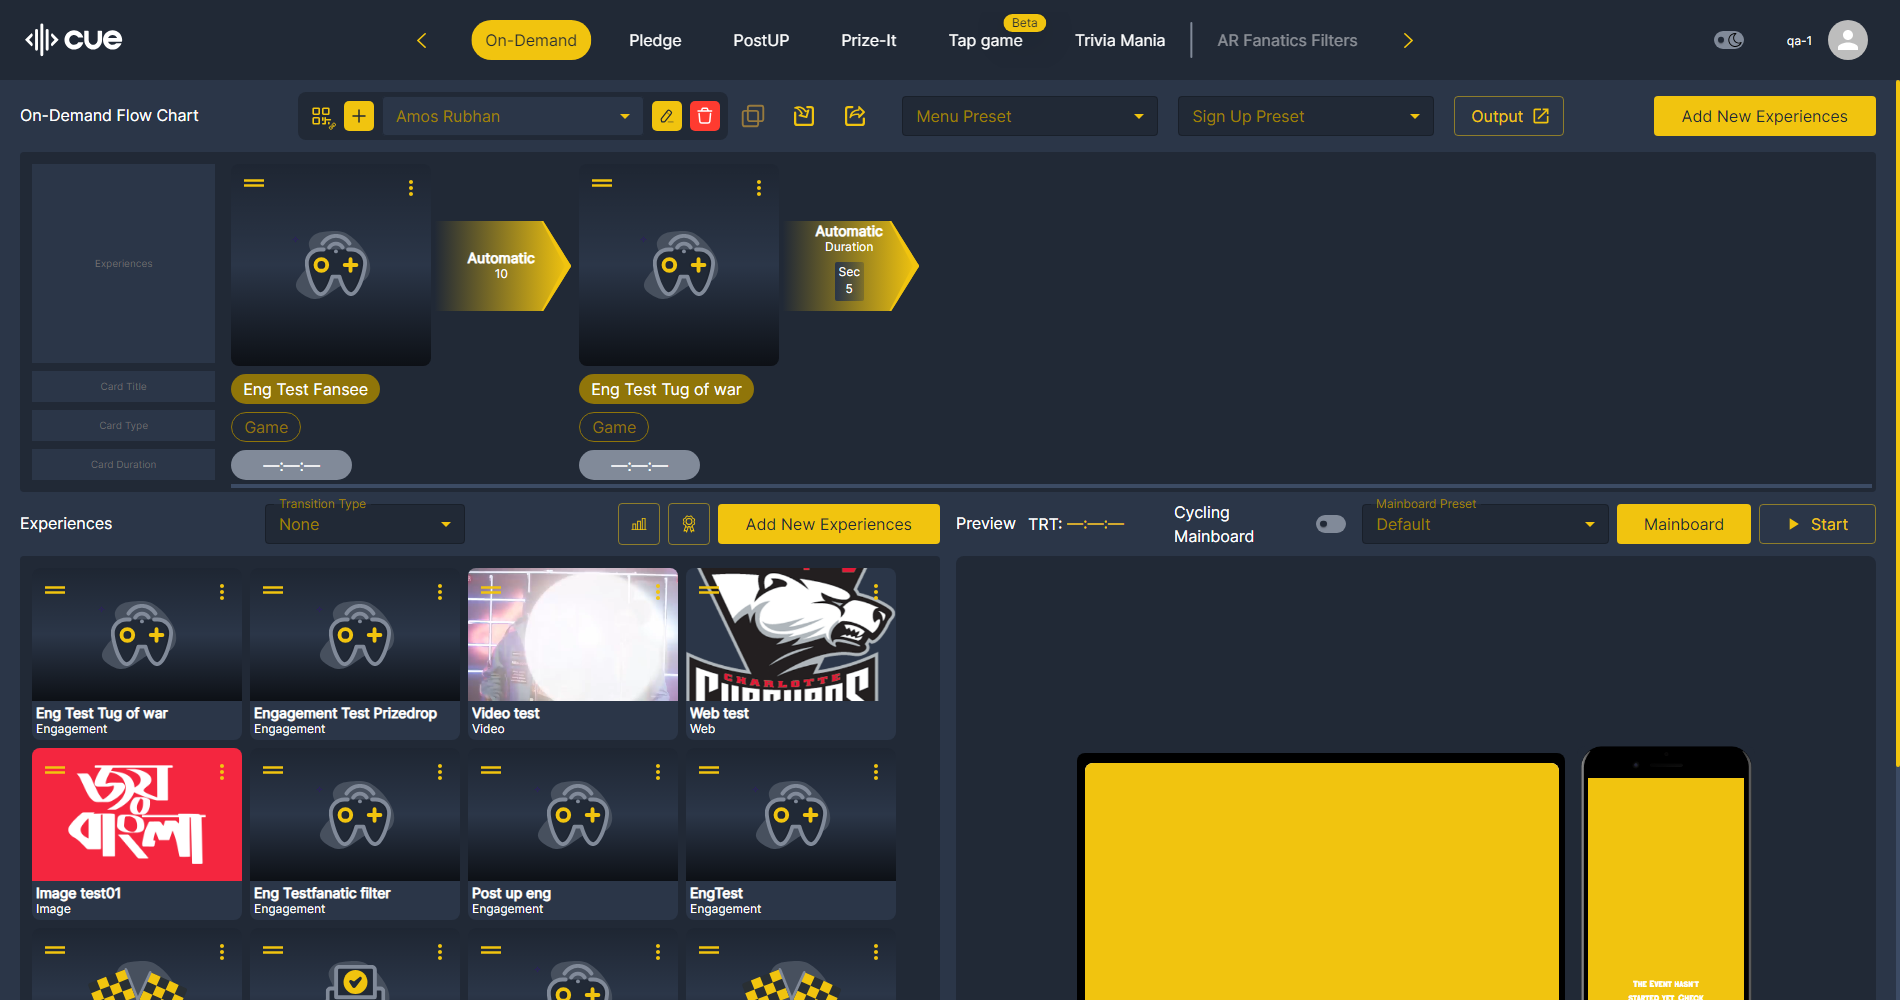 cue
On-Demand
Pledge
PostUP
Prize-It
Tap game
Beta
Trivia Mania
AR Fanatics Filters
qa-1
On-Demand Flow Chart
Amos Rubhan
Menu Preset
Sign Up Preset
Output
Add New Experiences
Experiences
Automatic
10
Automatic
Duration
Sec
5
Card Title
Eng Test Fansee
Eng Test Tug of war
Card Type
Game
Game
Card Duration
—:—:—
—:—:—
Experiences
Transition Type
None
Add New Experiences
Preview
TRT: —:—:—
Cycling
Mainboard
Mainboard Preset
Default
Mainboard
Start
CHARLOTTE
Eng Test Tug of war
Engagement
Engagement Test Prizedrop
Engagement
Video test
Video
Web test
Web
জয়
বাংলা
Image test01
Image
Eng Testfanatic filter
Engagement
Post up eng
Engagement
EngTest
Engagement
The Event hasn't
started yet. Check